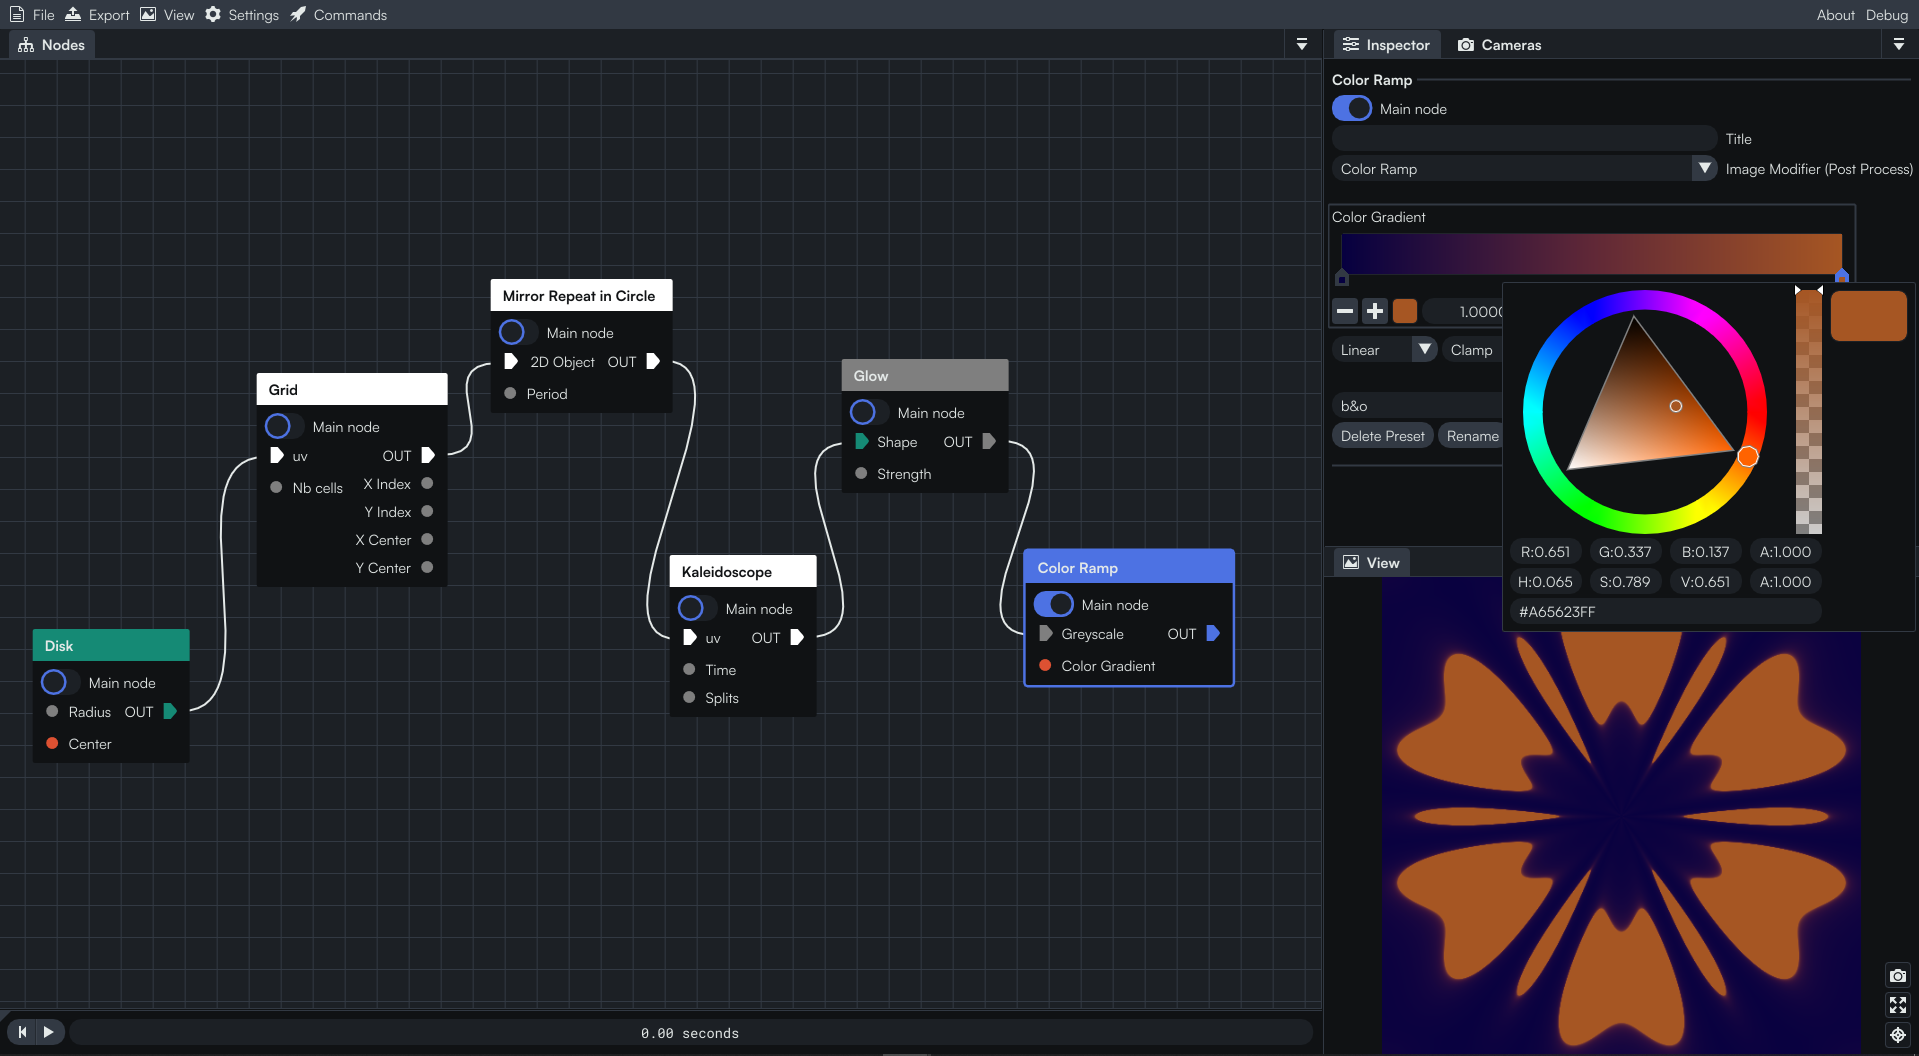 File Export View Settings Commands About Debug
Nodes
Inspector Cameras
Color Ramp
Main node
Title
Color Ramp Image Modifier (Post Process)
Color Gradient
1.0000
Linear Clamp
b&o
Delete Preset Rename
R:0.651 G:0.337 B:0.137 A:1.000
H:0.065 S:0.789 V:0.651 A:1.000
#A65623FF
View
Disk
Main node
Radius OUT
Center
Grid
Main node
uv OUT
Nb cells
X Index
Y Index
X Center
Y Center
Mirror Repeat in Circle
Main node
2D Object OUT
Period
Kaleidoscope
Main node
uv OUT
Time
Splits
Glow
Main node
Shape OUT
Strength
Color Ramp
Main node
Greyscale OUT
Color Gradient
0.00 seconds